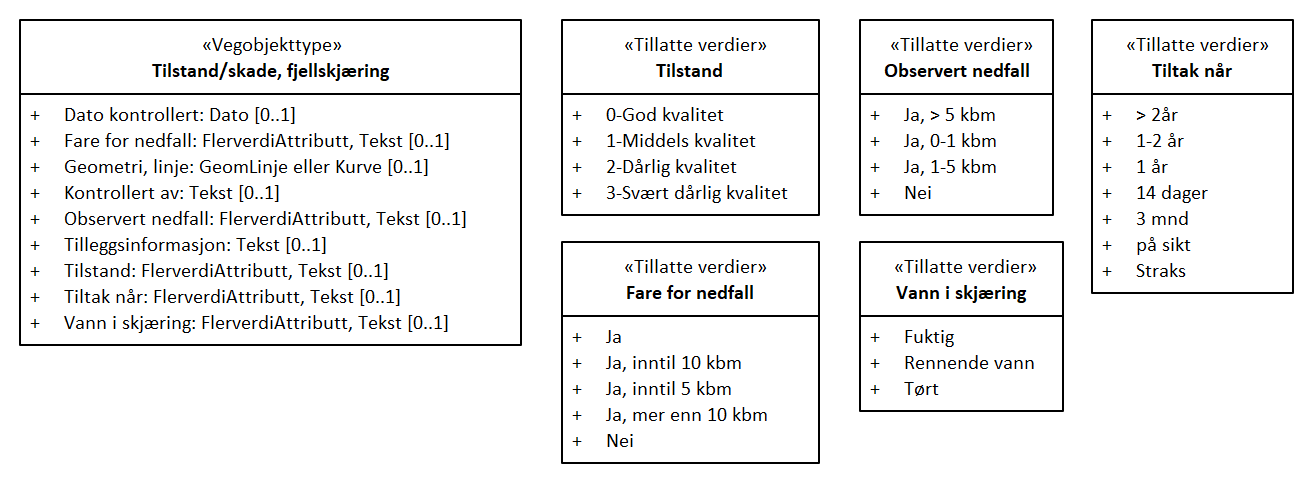 «Vegobjekttype»
Tilstand/skade, fjellskjæring
+ Dato kontrollert: Dato [0..1]
+ Fare for nedfall: FlerverdiAttributt, Tekst [0..1]
+ Geometri, linje: GeomLinje eller Kurve [0..1]
+ Kontrollert av: Tekst [0..1]
+ Observert nedfall: FlerverdiAttributt, Tekst [0..1]
+ Tilleggsinformasjon: Tekst [0..1]
+ Tilstand: FlerverdiAttributt, Tekst [0..1]
+ Tiltak når: FlerverdiAttributt, Tekst [0..1]
+ Vann i skjæring: FlerverdiAttributt, Tekst [0..1]
«Tillatte verdier»
Tilstand
+ 0-God kvalitet
+ 1-Middels kvalitet
+ 2-Dårlig kvalitet
+ 3-Svært dårlig kvalitet
«Tillatte verdier»
Observert nedfall
+ Ja, > 5 kbm
+ Ja, 0-1 kbm
+ Ja, 1-5 kbm
+ Nei
«Tillatte verdier»
Tiltak når
+ > 2år
+ 1-2 år
+ 1 år
+ 14 dager
+ 3 mnd
+ på sikt
+ Straks
«Tillatte verdier»
Fare for nedfall
+ Ja
+ Ja, inntil 10 kbm
+ Ja, inntil 5 kbm
+ Ja, mer enn 10 kbm
+ Nei
«Tillatte verdier»
Vann i skjæring
+ Fuktig
+ Rennende vann
+ Tørt